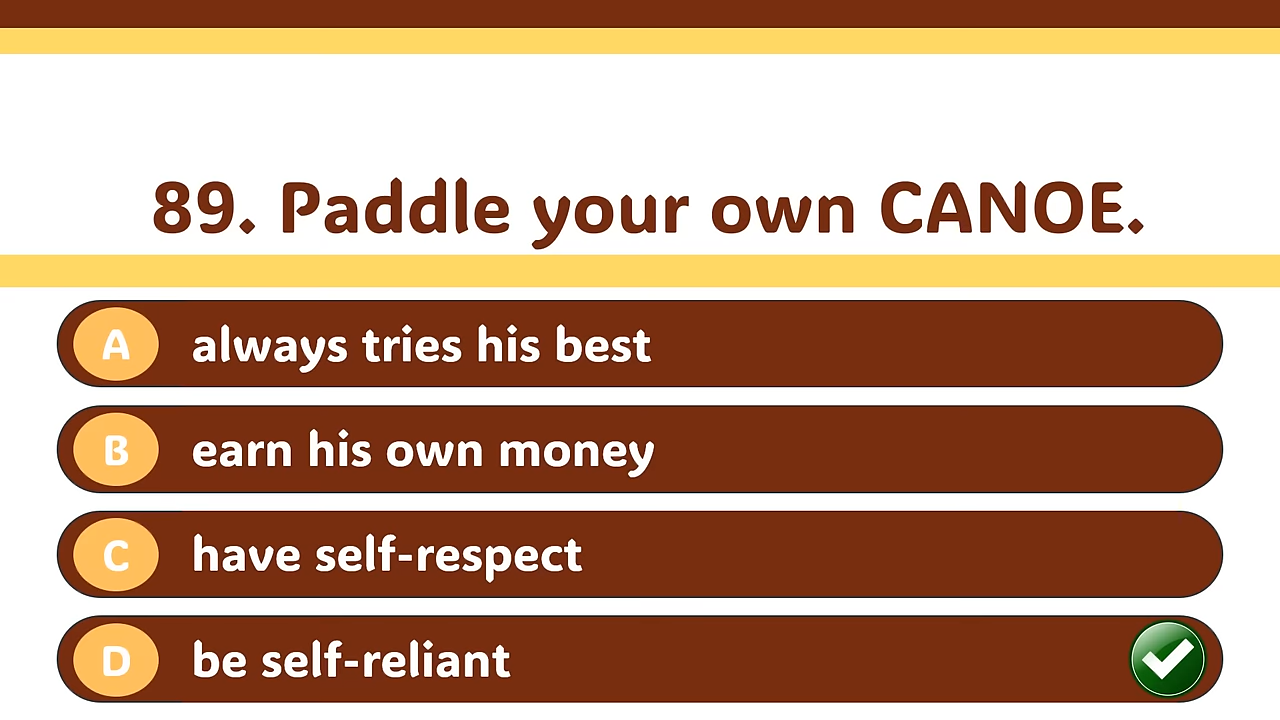 89. Paddle your own CANOE.
A always tries his best
B earn his own money
C have self-respect
D be self-reliant